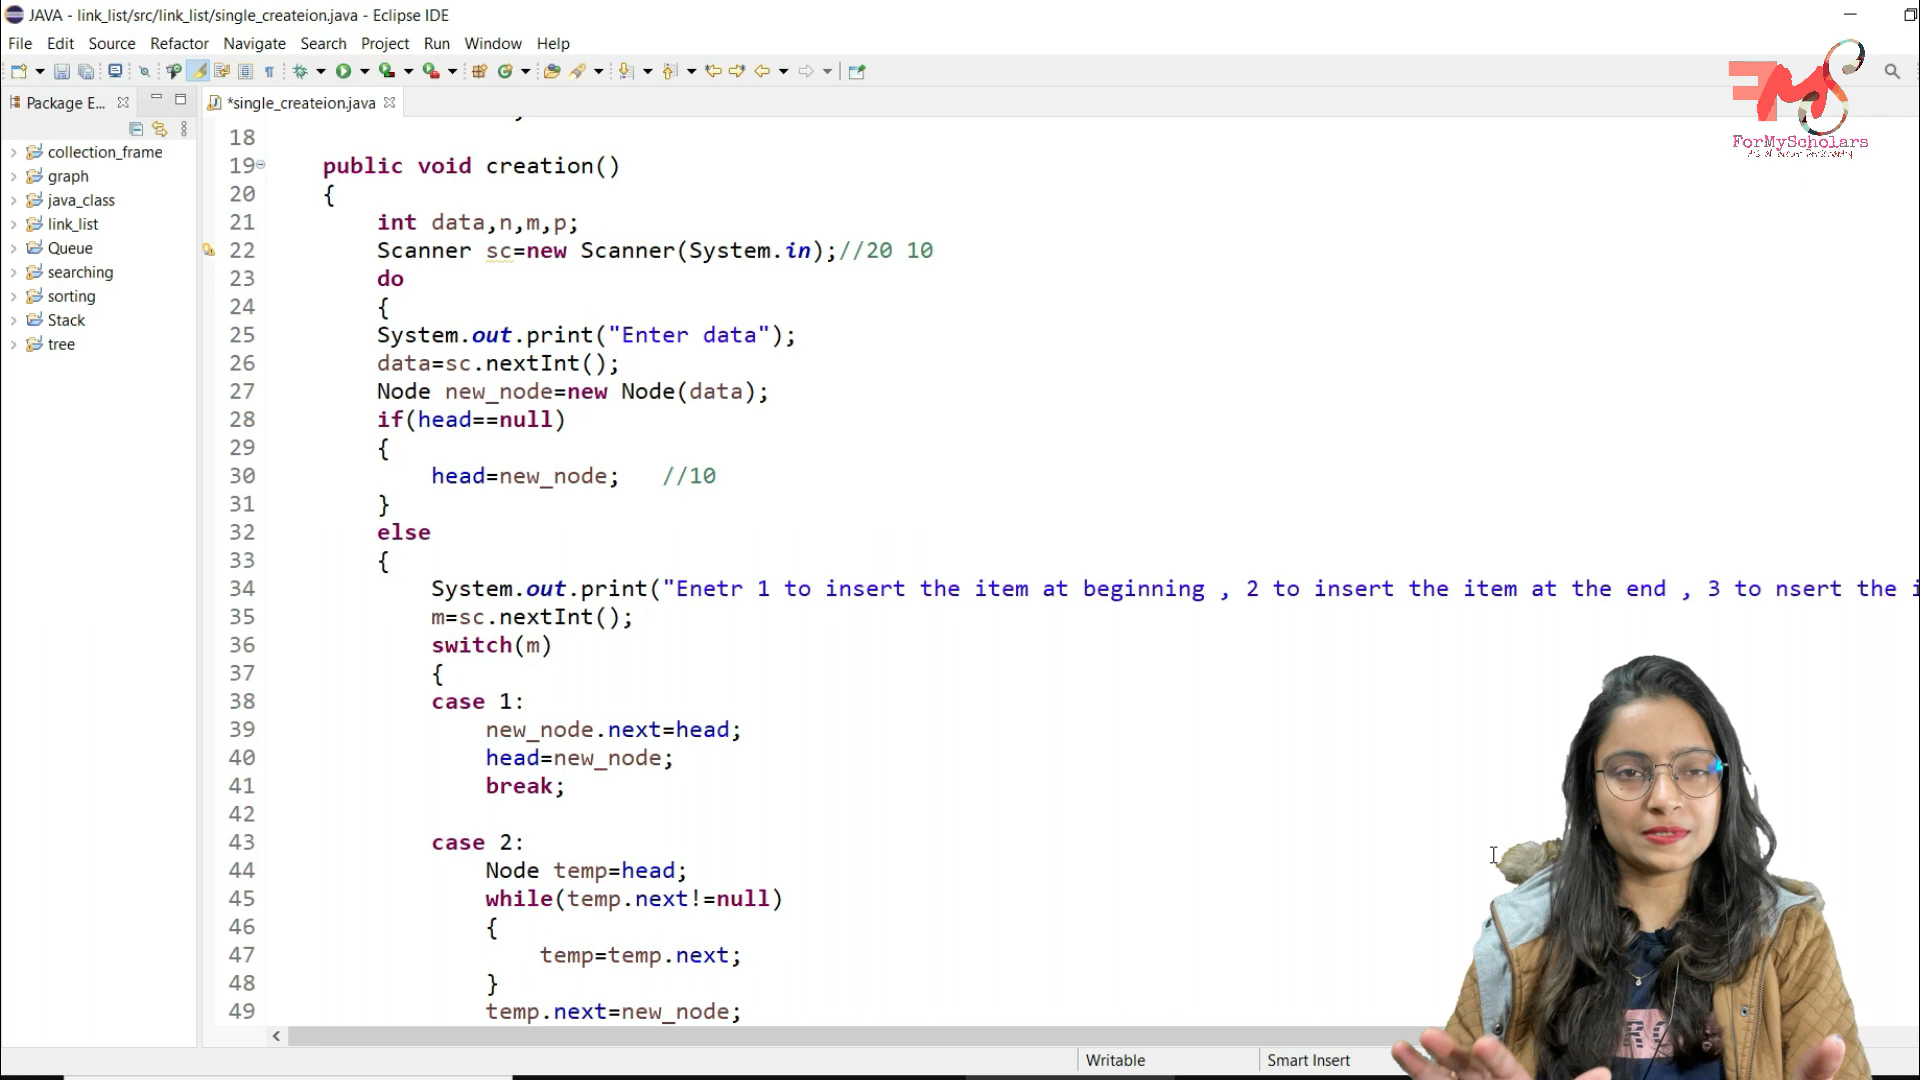 JAVA - link_list/src/link_list/single_createion.java - Eclipse IDE
File Edit Source Refactor Navigate Search Project Run Window Help
Package E...
*single_createion.java
collection_frame
graph
java_class
link_list
Queue
searching
sorting
Stack
tree
18
19 public void creation()
20 {
21 int data,n,m,p;
22 Scanner sc=new Scanner(System.in);//20 10
23 do
24 {
25 System.out.print("Enter data");
26 data=sc.nextInt();
27 Node new_node=new Node(data);
28 if(head==null)
29 {
30 head=new_node; //10
31 }
32 else
33 {
34 System.out.print("Enetr 1 to insert the item at beginning , 2 to insert the item at the end , 3 to nsert the i
35 m=sc.nextInt();
36 switch(m)
37 {
38 case 1:
39 new_node.next=head;
40 head=new_node;
41 break;
42
43 case 2:
44 Node temp=head;
45 while(temp.next!=null)
46 {
47 temp=temp.next;
48 }
49 temp.next=new_node;
Writable
Smart Insert
FMS
ForMyScholars